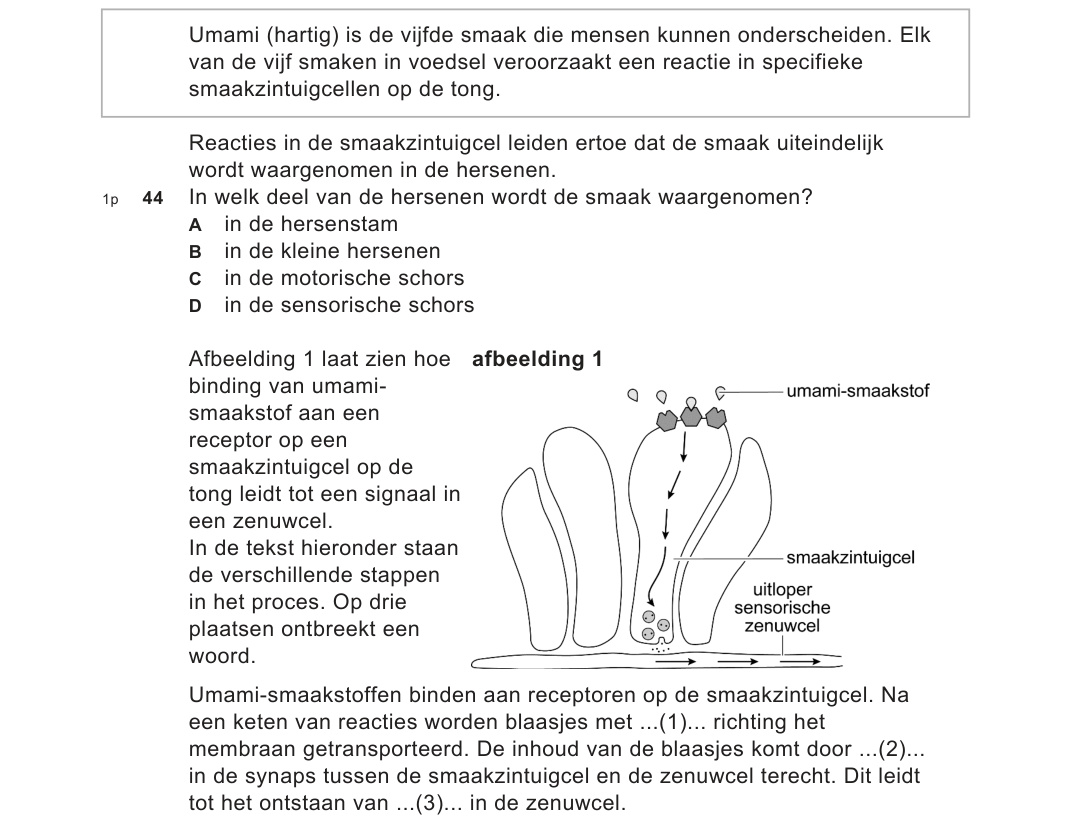 Umami (hartig) is de vijfde smaak die mensen kunnen onderscheiden. Elk
van de vijf smaken in voedsel veroorzaakt een reactie in specifieke
smaakzintuigcellen op de tong.
Reacties in de smaakzintuigcel leiden ertoe dat de smaak uiteindelijk
wordt waargenomen in de hersenen.
1p 44 In welk deel van de hersenen wordt de smaak waargenomen?
A in de hersenstam
B in de kleine hersenen
C in de motorische schors
D in de sensorische schors
Afbeelding 1 laat zien hoe
binding van umami-
smaakstof aan een
receptor op een
smaakzintuigcel op de
tong leidt tot een signaal in
een zenuwcel.
In de tekst hieronder staan
de verschillende stappen
in het proces. Op drie
plaatsen ontbreekt een
woord.
afbeelding 1
umami-smaakstof
smaakzintuigcel
uitloper
sensorische
zenuwcel
Umami-smaakstoffen binden aan receptoren op de smaakzintuigcel. Na
een keten van reacties worden blaasjes met ...(1)... richting het
membraan getransporteerd. De inhoud van de blaasjes komt door ...(2)...
in de synaps tussen de smaakzintuigcel en de zenuwcel terecht. Dit leidt
tot het ontstaan van ...(3)... in de zenuwcel.